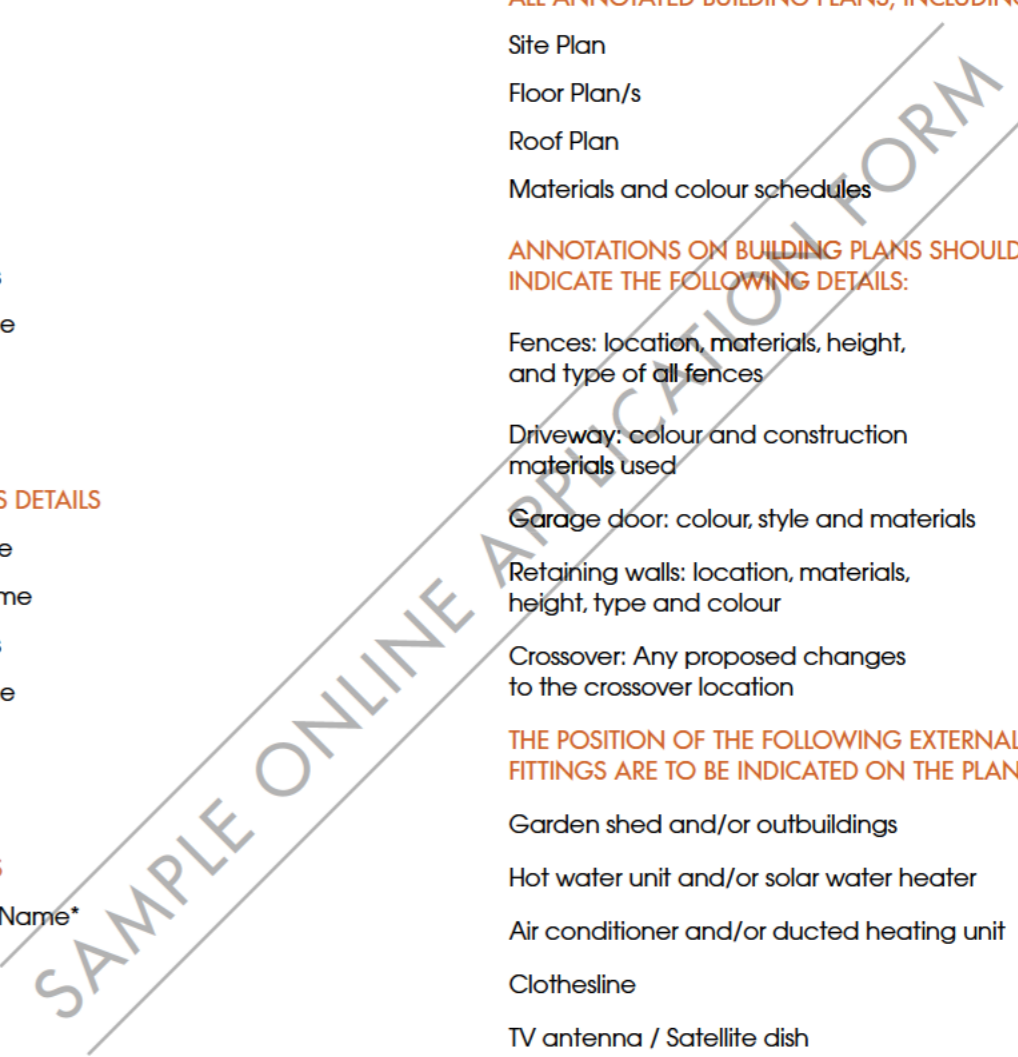 DETAILS
Name*
ALL ANNOTATED BUILDING PLANS, INCLUDING
Site Plan
Floor Plan/s
Roof Plan
Materials and colour schedules
ANNOTATIONS ON BUILDING PLANS SHOULD
INDICATE THE FOLLOWING DETAILS:
Fences: location, materials, height,
and type of all fences
Driveway: colour and construction
materials used
Garage door: colour, style and materials
Retaining walls: location, materials,
height, type and colour
Crossover: Any proposed changes
to the crossover location
THE POSITION OF THE FOLLOWING EXTERNAL
FITTINGS ARE TO BE INDICATED ON THE PLAN
Garden shed and/or outbuildings
Hot water unit and/or solar water heater
Air conditioner and/or ducted heating unit
Clothesline
TV antenna / Satellite dish
SAMPLE ONLINE APPLICATION FORM